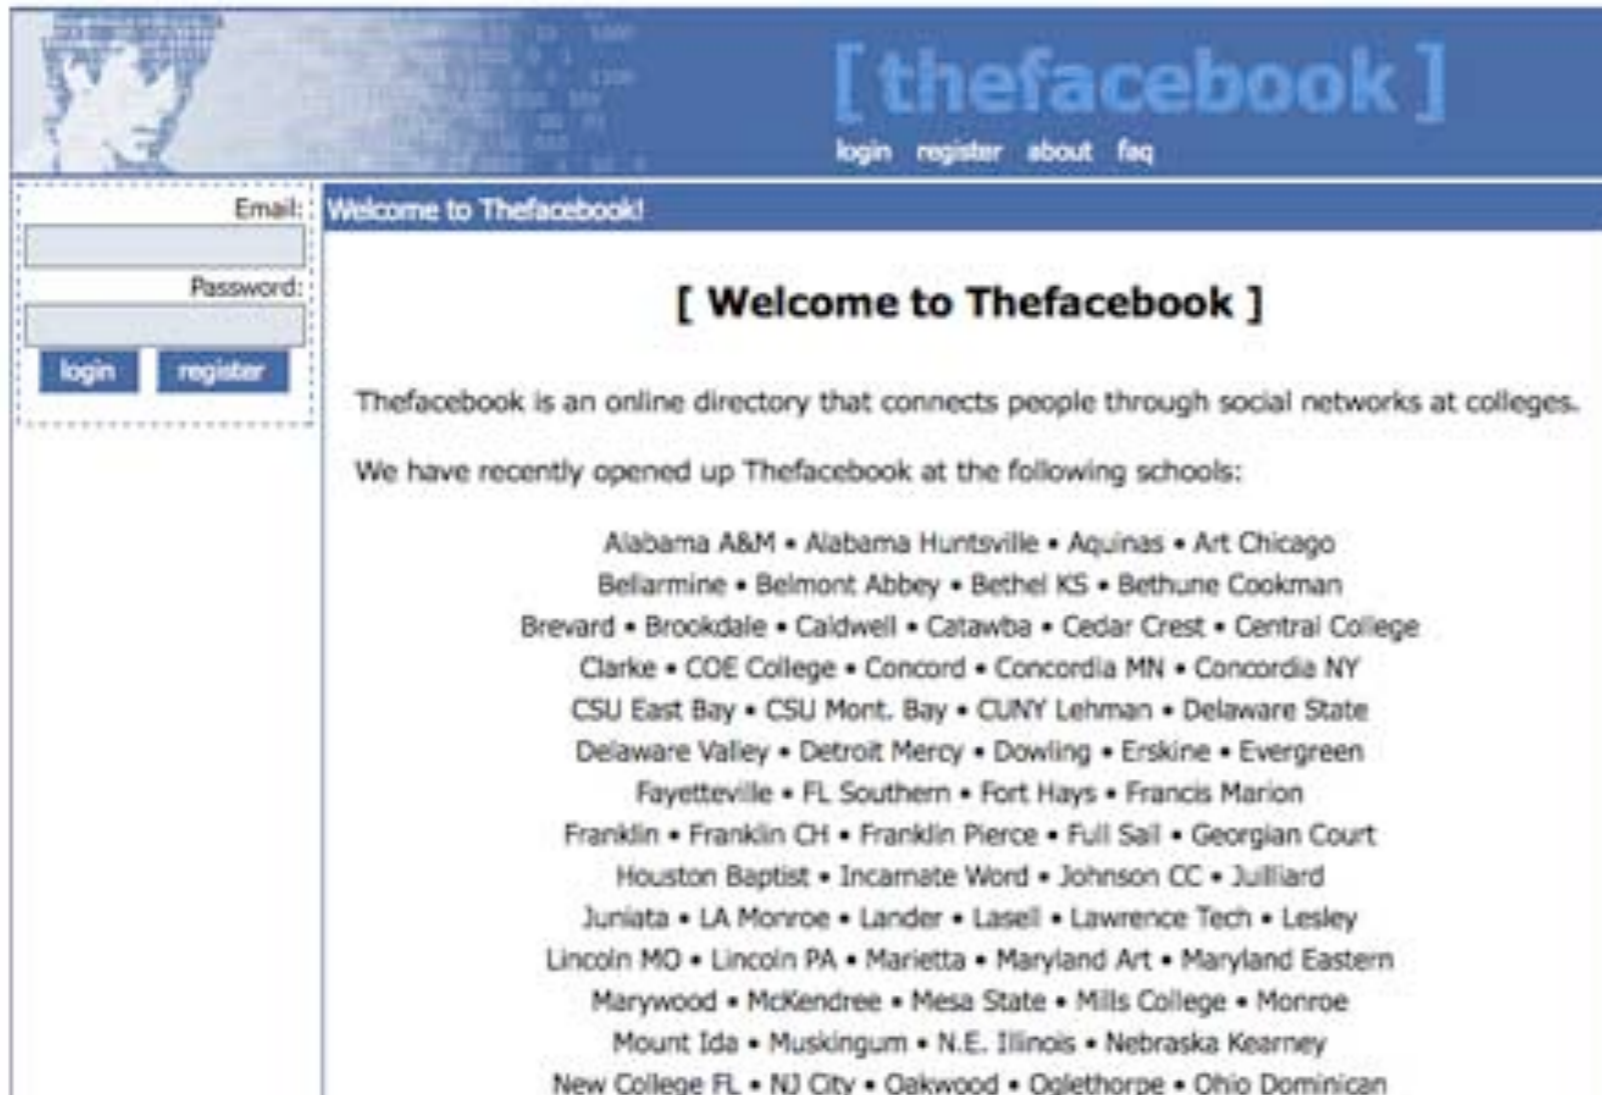 [ thefacebook ]
login register about faq
Email:
Password:
login register
Welcome to Thefacebook!
[ Welcome to Thefacebook ]
Thefacebook is an online directory that connects people through social networks at colleges.
We have recently opened up Thefacebook at the following schools:
Alabama A&M • Alabama Huntsville • Aquinas • Art Chicago
Bellarmine • Belmont Abbey • Bethel KS • Bethune Cookman
Brevard • Brookdale • Caldwell • Catawba • Cedar Crest • Central College
Clarke • COE College • Concord • Concordia MN • Concordia NY
CSU East Bay • CSU Mont. Bay • CUNY Lehman • Delaware State
Delaware Valley • Detroit Mercy • Dowling • Erskine • Evergreen
Fayetteville • FL Southern • Fort Hays • Francis Marion
Franklin • Franklin CH • Franklin Pierce • Full Sail • Georgian Court
Houston Baptist • Incarnate Word • Johnson CC • Juilliard
Juniata • LA Monroe • Lander • Lasell • Lawrence Tech • Lesley
Lincoln MO • Lincoln PA • Marietta • Maryland Art • Maryland Eastern
Marywood • McKendree • Mesa State • Mills College • Monroe
Mount Ida • Muskingum • N.E. Illinois • Nebraska Kearney
New College FL • NJ City • Oakwood • Oglethorpe • Ohio Dominican